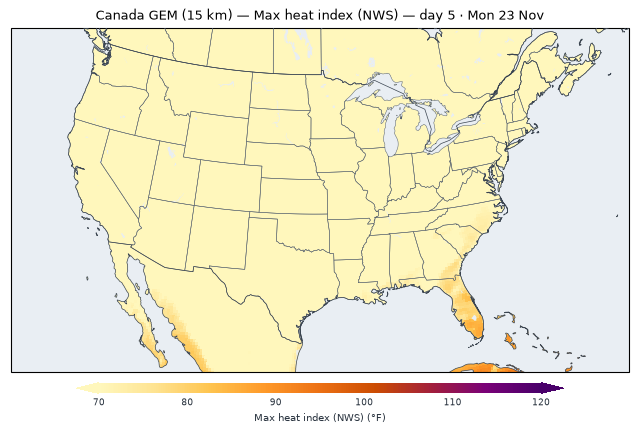 Canada GEM (15 km) — Max heat index (NWS) — day 5 · Mon 23 Nov
70 80 90 100 110 120
Max heat index (NWS) (°F)